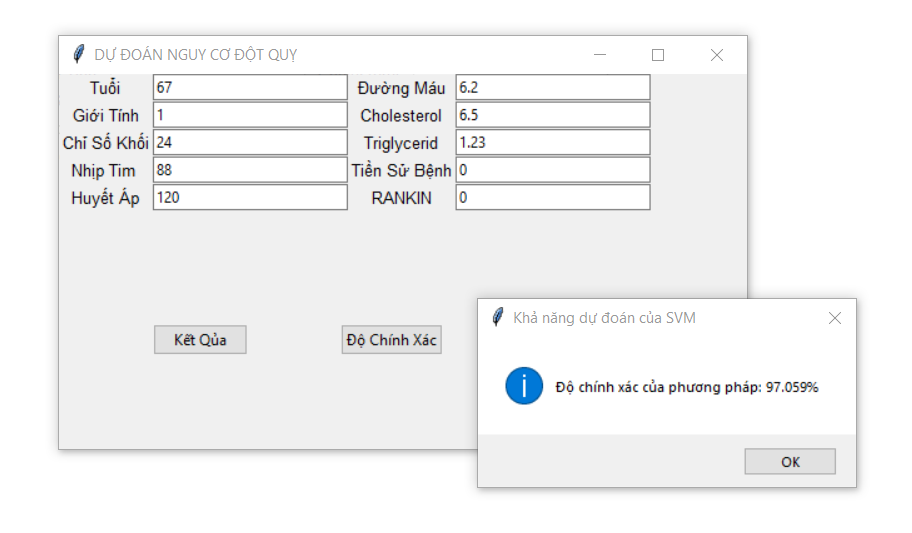 DỰ ĐOÁN NGUY CƠ ĐỘT QUỴ
Tuổi 67 Đường Máu 6.2
Giới Tính 1 Cholesterol 6.5
Chỉ Số Khối 24 Triglycerid 1.23
Nhịp Tim 88 Tiền Sử Bệnh 0
Huyết Áp 120 RANKIN 0
Kết Qủa Độ Chính Xác
Khả năng dự đoán của SVM
Độ chính xác của phương pháp: 97.059%
OK